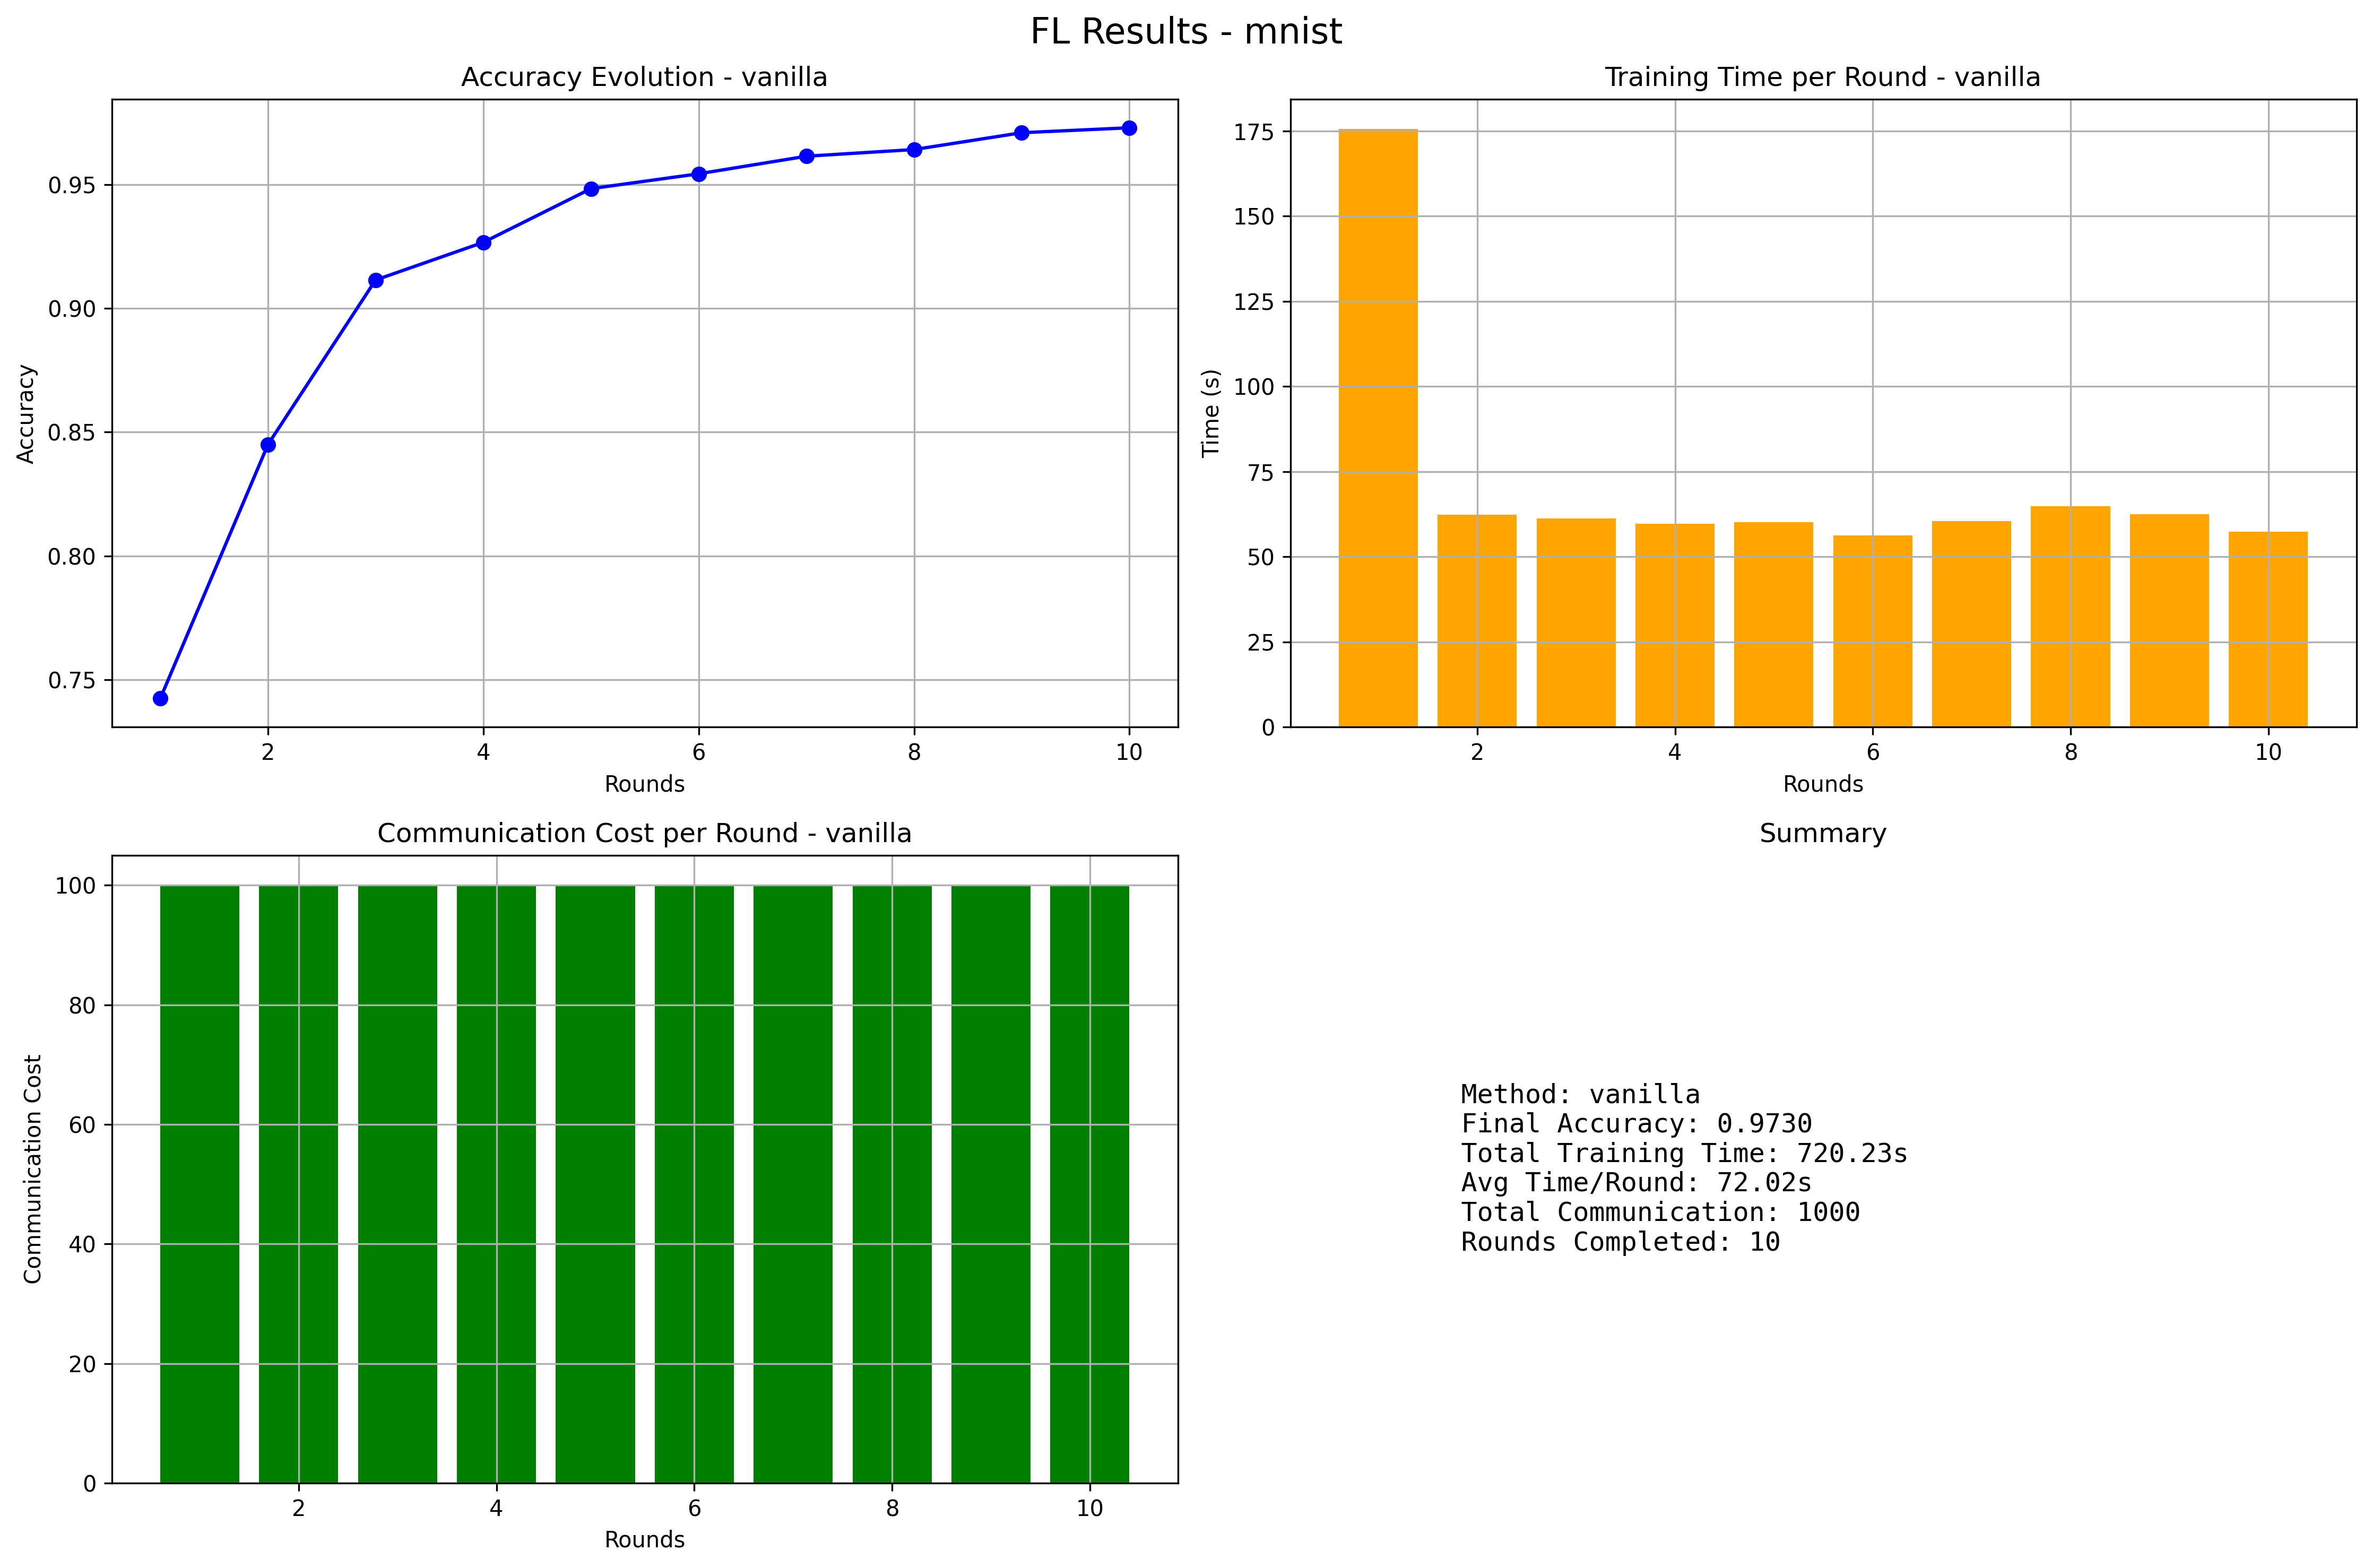 FL Results - mnist
Accuracy Evolution - vanilla
Accuracy
0.95
0.90
0.85
0.80
0.75
2 4 6 8 10
Rounds
Training Time per Round - vanilla
Time (s)
175
150
125
100
75
50
25
0
2 4 6 8 10
Rounds
Communication Cost per Round - vanilla
Communication Cost
100
80
60
40
20
0
2 4 6 8 10
Rounds
Summary
Method: vanilla
Final Accuracy: 0.9730
Total Training Time: 720.23s
Avg Time/Round: 72.02s
Total Communication: 1000
Rounds Completed: 10